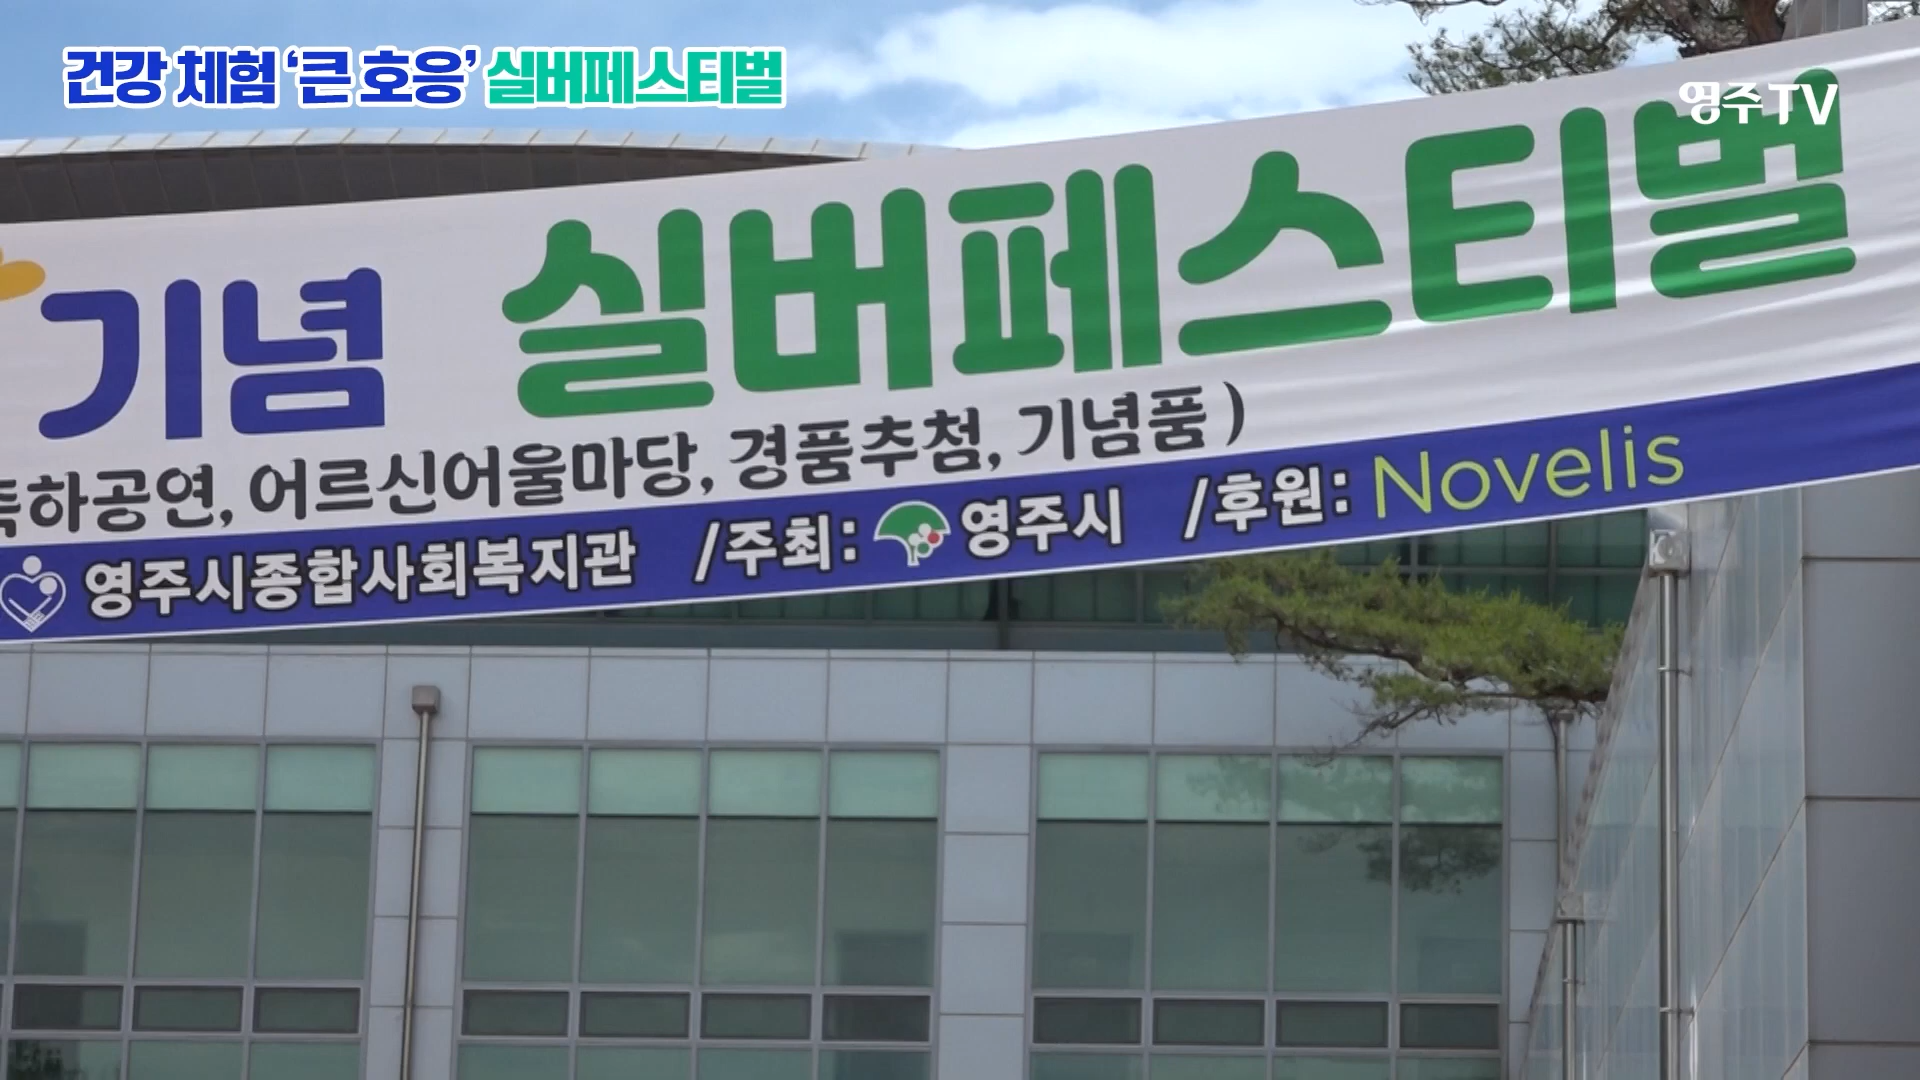 건강 체험 ‘큰 호응’ 실버페스티벌
영주TV
기념 실버페스티벌
축하공연, 어르신어울마당, 경품추첨, 기념품 )
영주시종합사회복지관 /주최: 영주시 /후원: Novelis